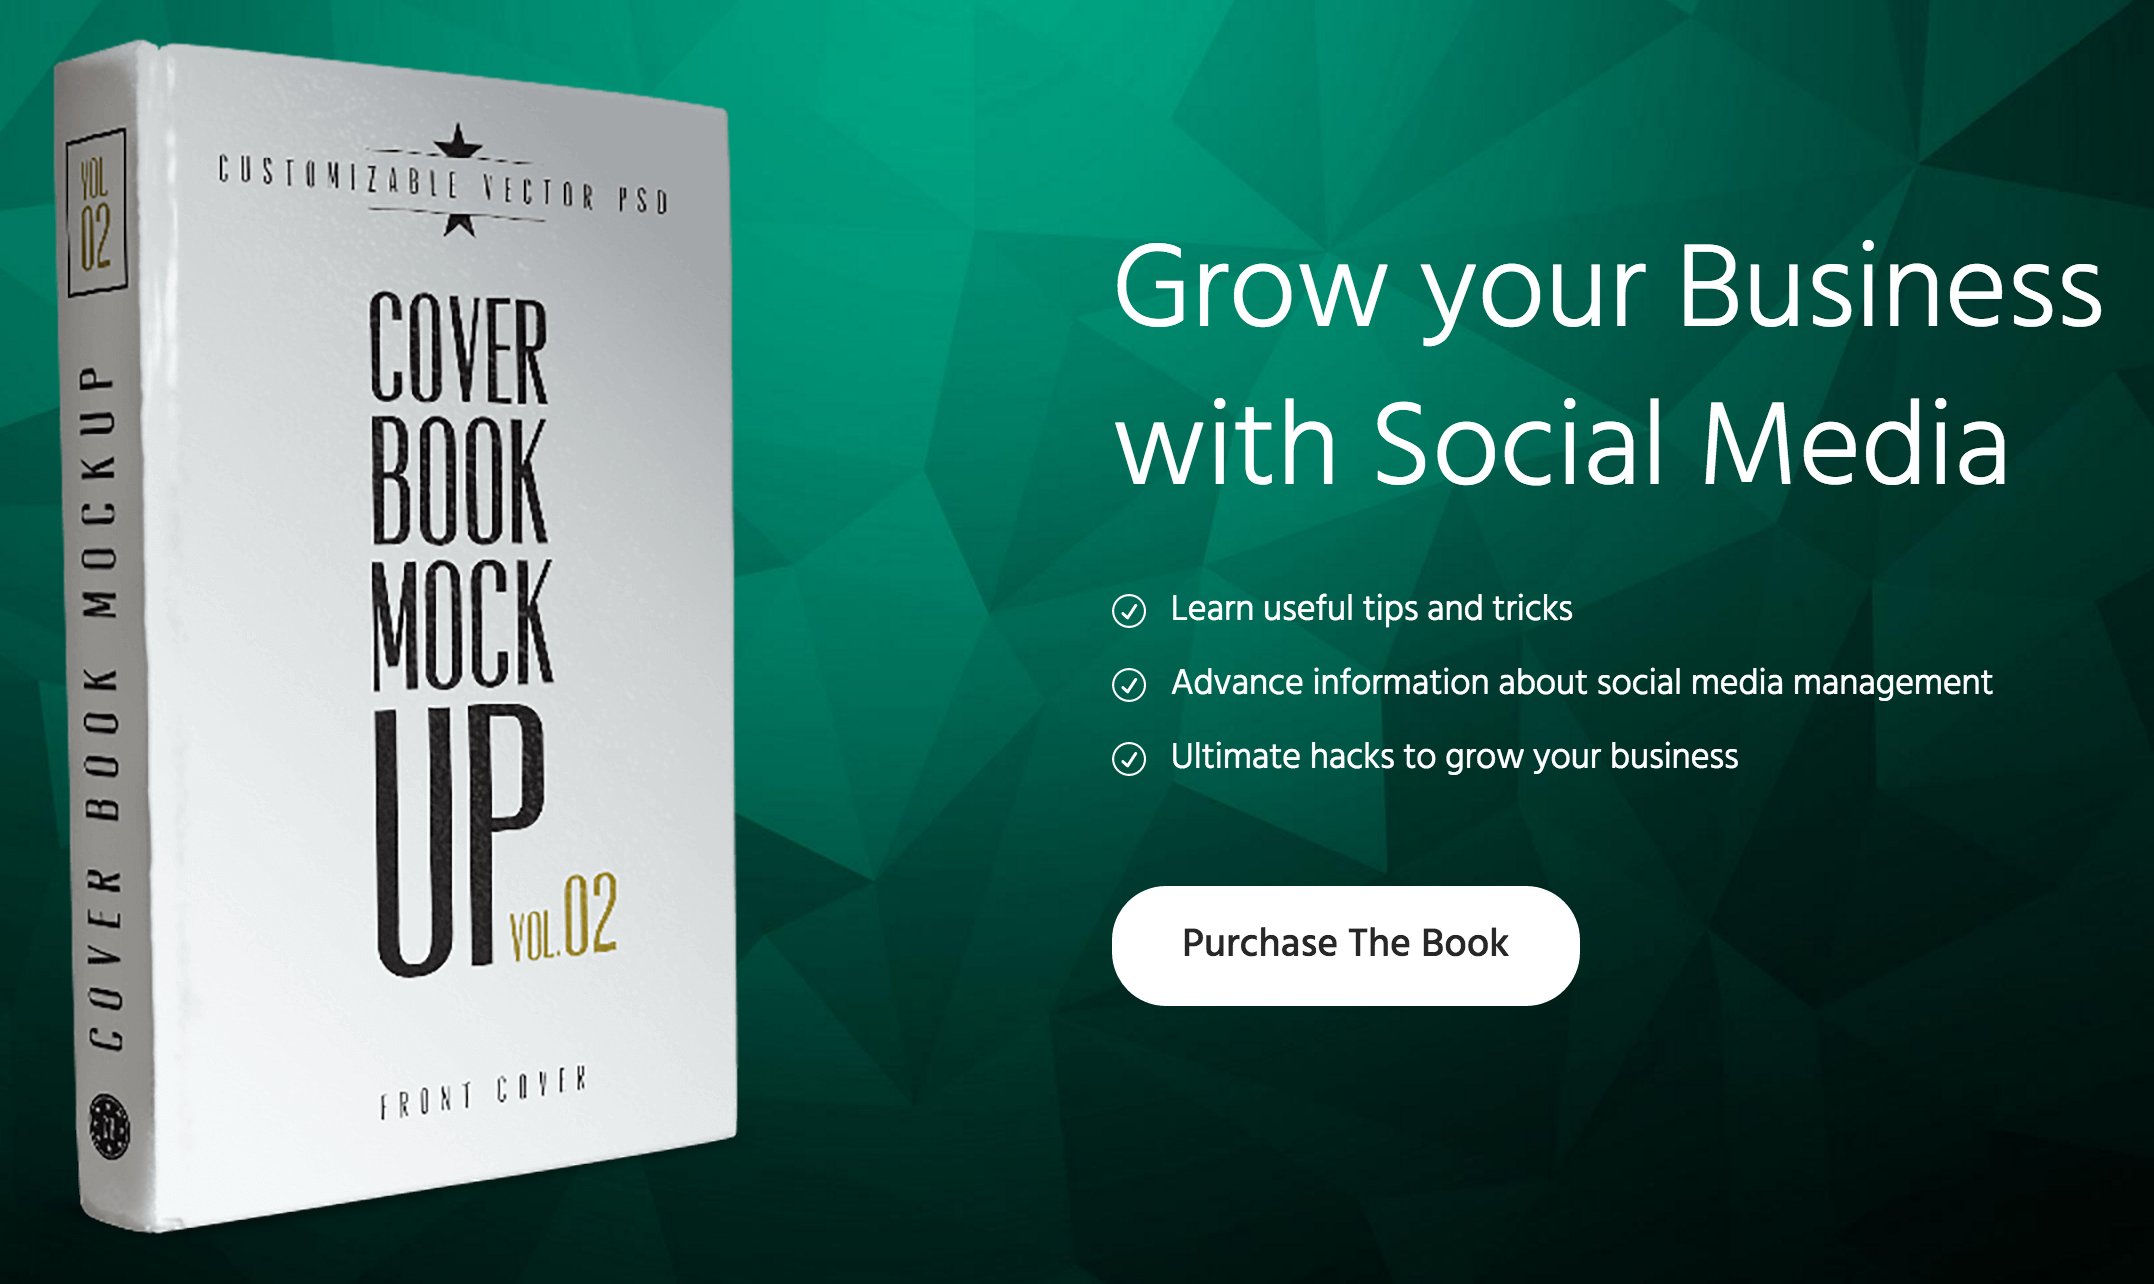 VOL
02
COVER BOOK MOCKUP
CUSTOMIZABLE VECTOR PSD
COVER
BOOK
MOCK
UP VOL.02
FRONT COVER
Grow your Business
with Social Media
Learn useful tips and tricks
Advance information about social media management
Ultimate hacks to grow your business
Purchase The Book